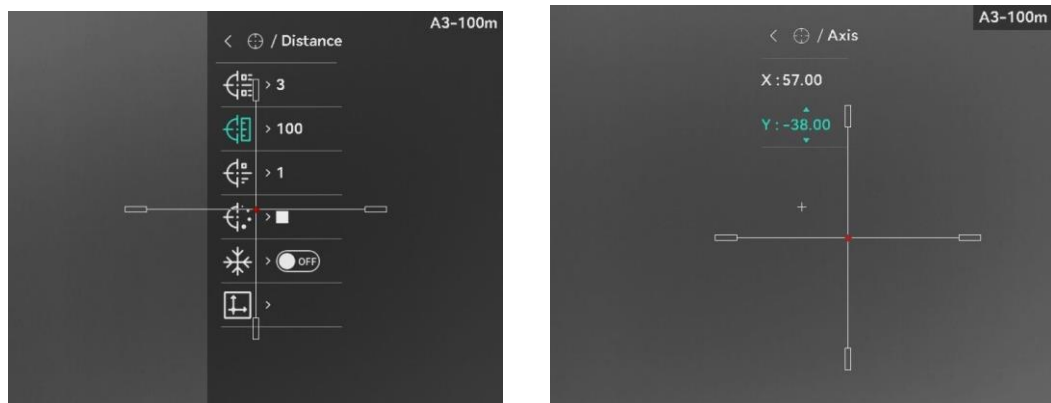 A3-100m
< / Distance
> 3
> 100
> 1
>
> OFF
>
A3-100m
< / Axis
X :57.00
Y : -38.00